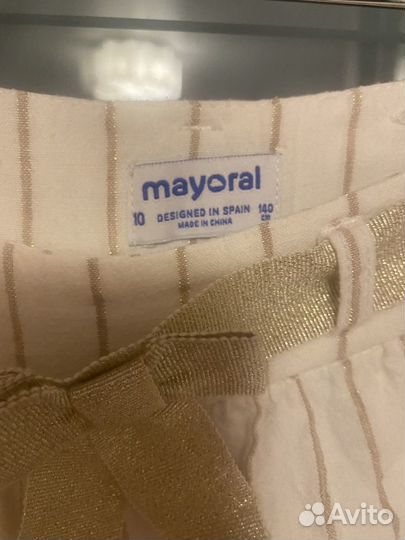 mayoral
10 DESIGNED IN SPAIN 140
MADE IN CHINA cm
Avito